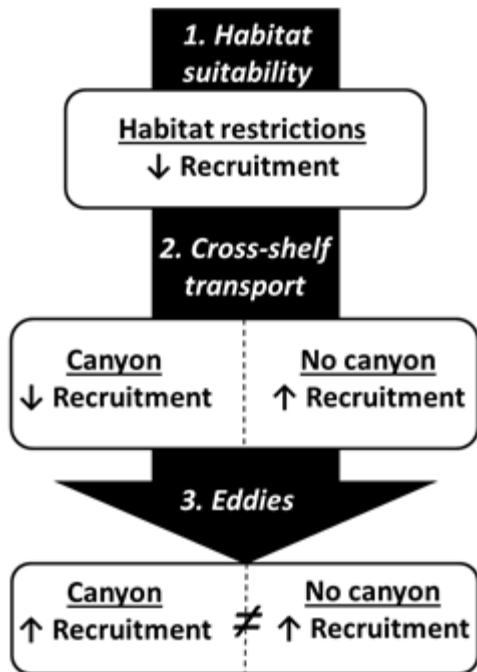 1. Habitat
suitability
Habitat restrictions
↓ Recruitment
2. Cross-shelf
transport
Canyon
↓ Recruitment
No canyon
↑ Recruitment
3. Eddies
Canyon
↑ Recruitment
≠
No canyon
↑ Recruitment